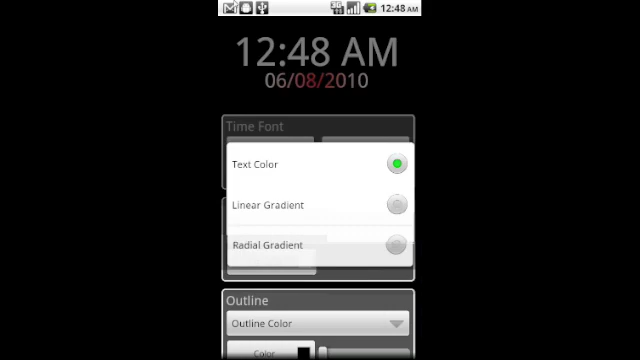 3G
12:48 AM
12:48 AM
06/08/2010
Time Font
Text Color
Linear Gradient
Radial Gradient
Outline
Outline Color
Color